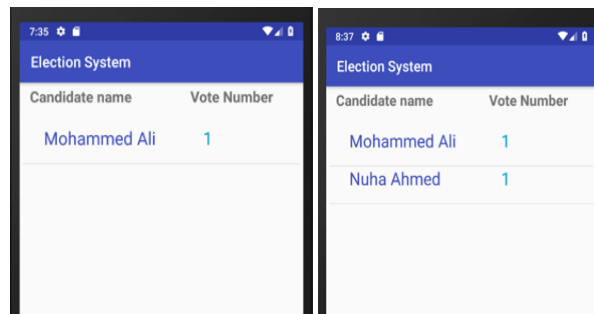 7:35
Election System
Candidate name Vote Number
Mohammed Ali 1
8:37
Election System
Candidate name Vote Number
Mohammed Ali 1
Nuha Ahmed 1